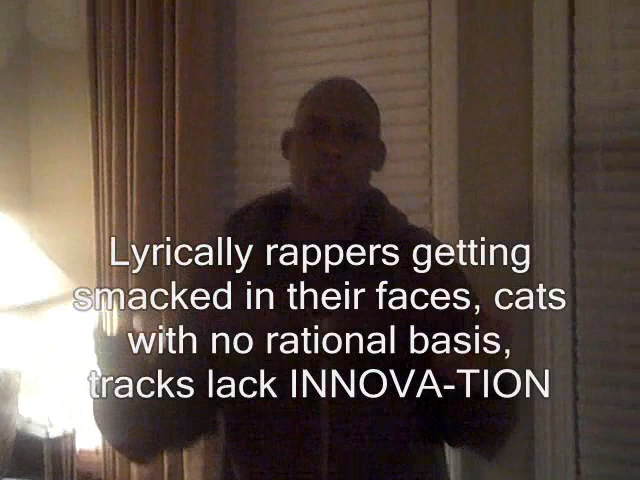 Lyrically rappers getting
smacked in their faces, cats
with no rational basis,
tracks lack INNOVA-TION